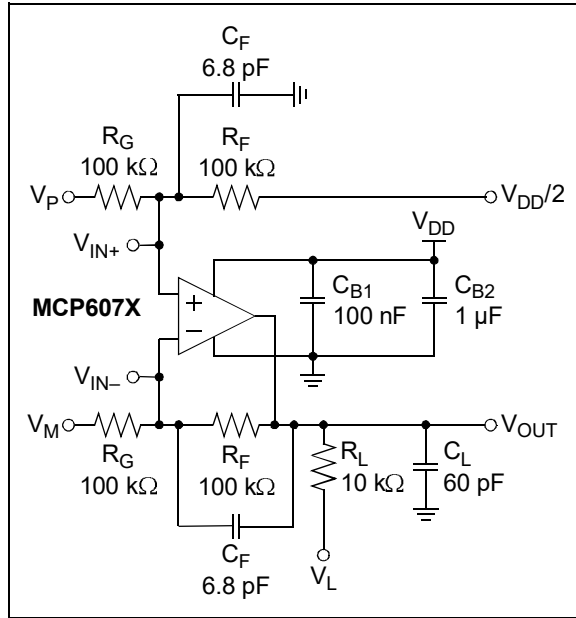 C_F
6.8 pF
R_G
100 kΩ
R_F
100 kΩ
V_P
V_DD/2
V_IN+
V_DD
MCP607X
+
−
C_B1
100 nF
C_B2
1 µF
V_IN–
V_M
V_OUT
R_G
100 kΩ
R_F
100 kΩ
R_L
10 kΩ
C_L
60 pF
C_F
6.8 pF
V_L